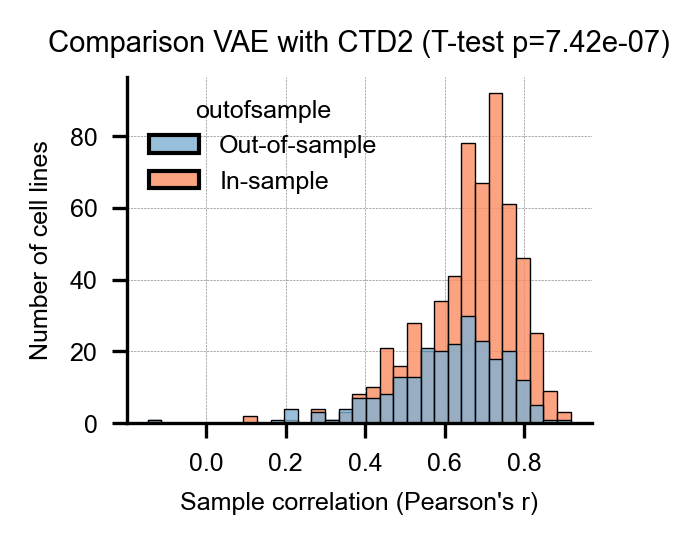 Comparison VAE with CTD2 (T-test p=7.42e-07)
outofsample
Out-of-sample
In-sample
Number of cell lines
80
60
40
20
0
0.0 0.2 0.4 0.6 0.8
Sample correlation (Pearson's r)